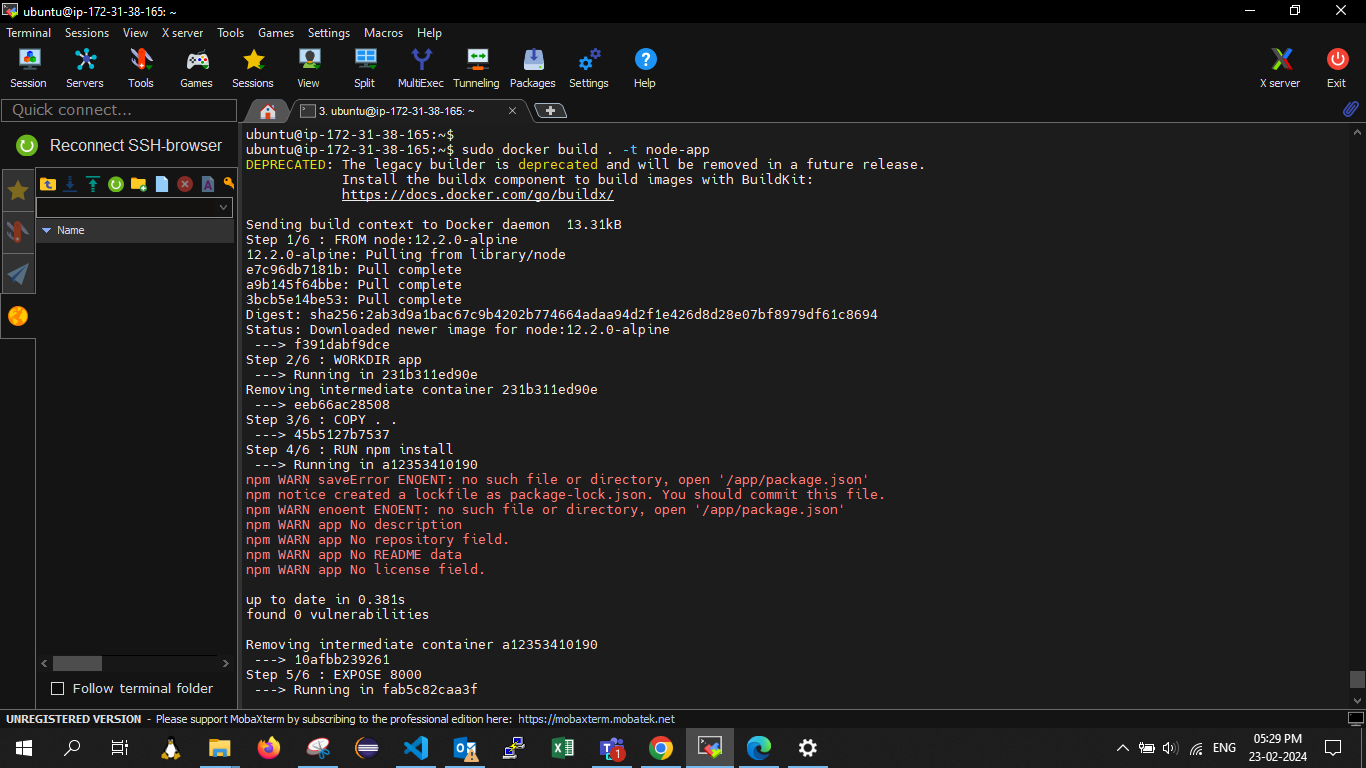 ubuntu@ip-172-31-38-165: ~
Terminal Sessions View X server Tools Games Settings Macros Help
Session Servers Tools Games Sessions View Split MultiExec Tunneling Packages Settings Help X server Exit
Quick connect...
3. ubuntu@ip-172-31-38-165: ~
Reconnect SSH-browser
Name
ubuntu@ip-172-31-38-165:~$
ubuntu@ip-172-31-38-165:~$ sudo docker build . -t node-app
DEPRECATED: The legacy builder is deprecated and will be removed in a future release.
Install the buildx component to build images with BuildKit:
https://docs.docker.com/go/buildx/
Sending build context to Docker daemon  13.31kB
Step 1/6 : FROM node:12.2.0-alpine
12.2.0-alpine: Pulling from library/node
e7c96db7181b: Pull complete
a9b145f64bbe: Pull complete
3bcb5e14be53: Pull complete
Digest: sha256:2ab3d9a1bac67c9b4202b774664adaa94d2f1e426d8d28e07bf8979df61c8694
Status: Downloaded newer image for node:12.2.0-alpine
---> f391dabf9dce
Step 2/6 : WORKDIR app
---> Running in 231b311ed90e
Removing intermediate container 231b311ed90e
---> eeb66ac28508
Step 3/6 : COPY . .
---> 45b5127b7537
Step 4/6 : RUN npm install
---> Running in a12353410190
npm WARN saveError ENOENT: no such file or directory, open '/app/package.json'
npm notice created a lockfile as package-lock.json. You should commit this file.
npm WARN enoent ENOENT: no such file or directory, open '/app/package.json'
npm WARN app No description
npm WARN app No repository field.
npm WARN app No README data
npm WARN app No license field.
up to date in 0.381s
found 0 vulnerabilities
Removing intermediate container a12353410190
---> 10afbb239261
Step 5/6 : EXPOSE 8000
---> Running in fab5c82caa3f
Follow terminal folder
UNREGISTERED VERSION - Please support MobaXterm by subscribing to the professional edition here: https://mobaxterm.mobatek.net
1
ENG
05:29 PM
23-02-2024